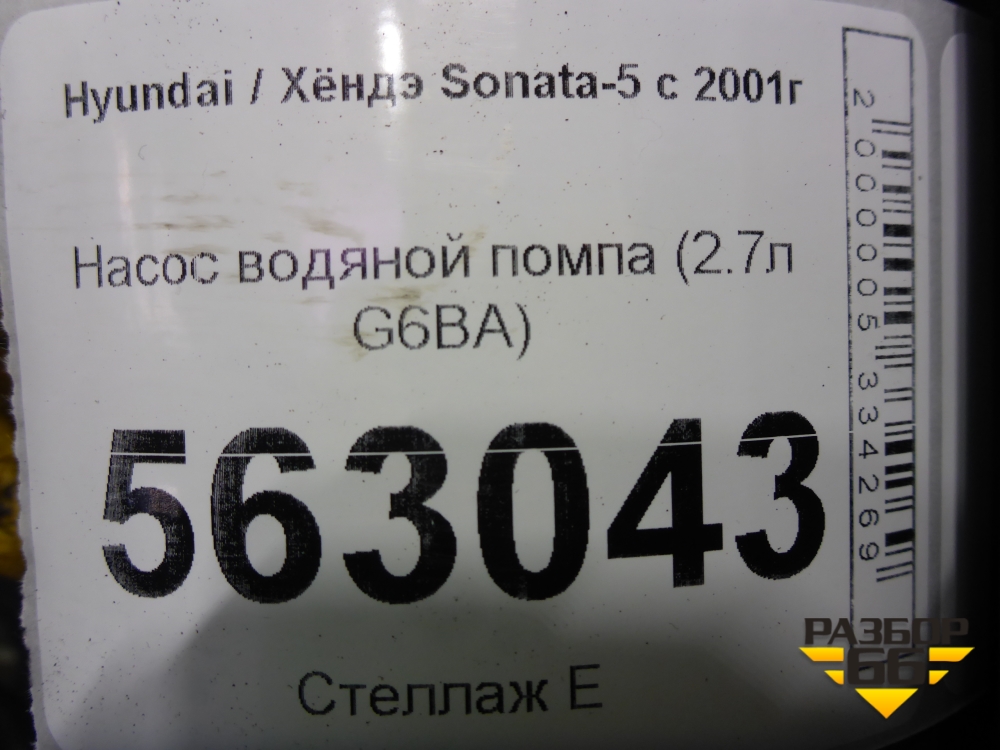 Hyundai / Хёндэ Sonata-5 с 2001г
Насос водяной помпа (2.7л
G6BA)
563043
Стеллаж Е
2000005334269
РАЗБОР
66